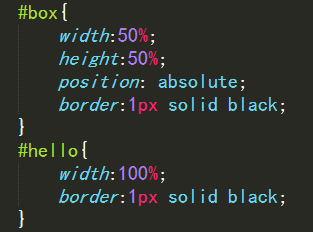 #box{
width:50%;
height:50%;
position: absolute;
border:1px solid black;
}
#hello{
width:100%;
border:1px solid black;
}